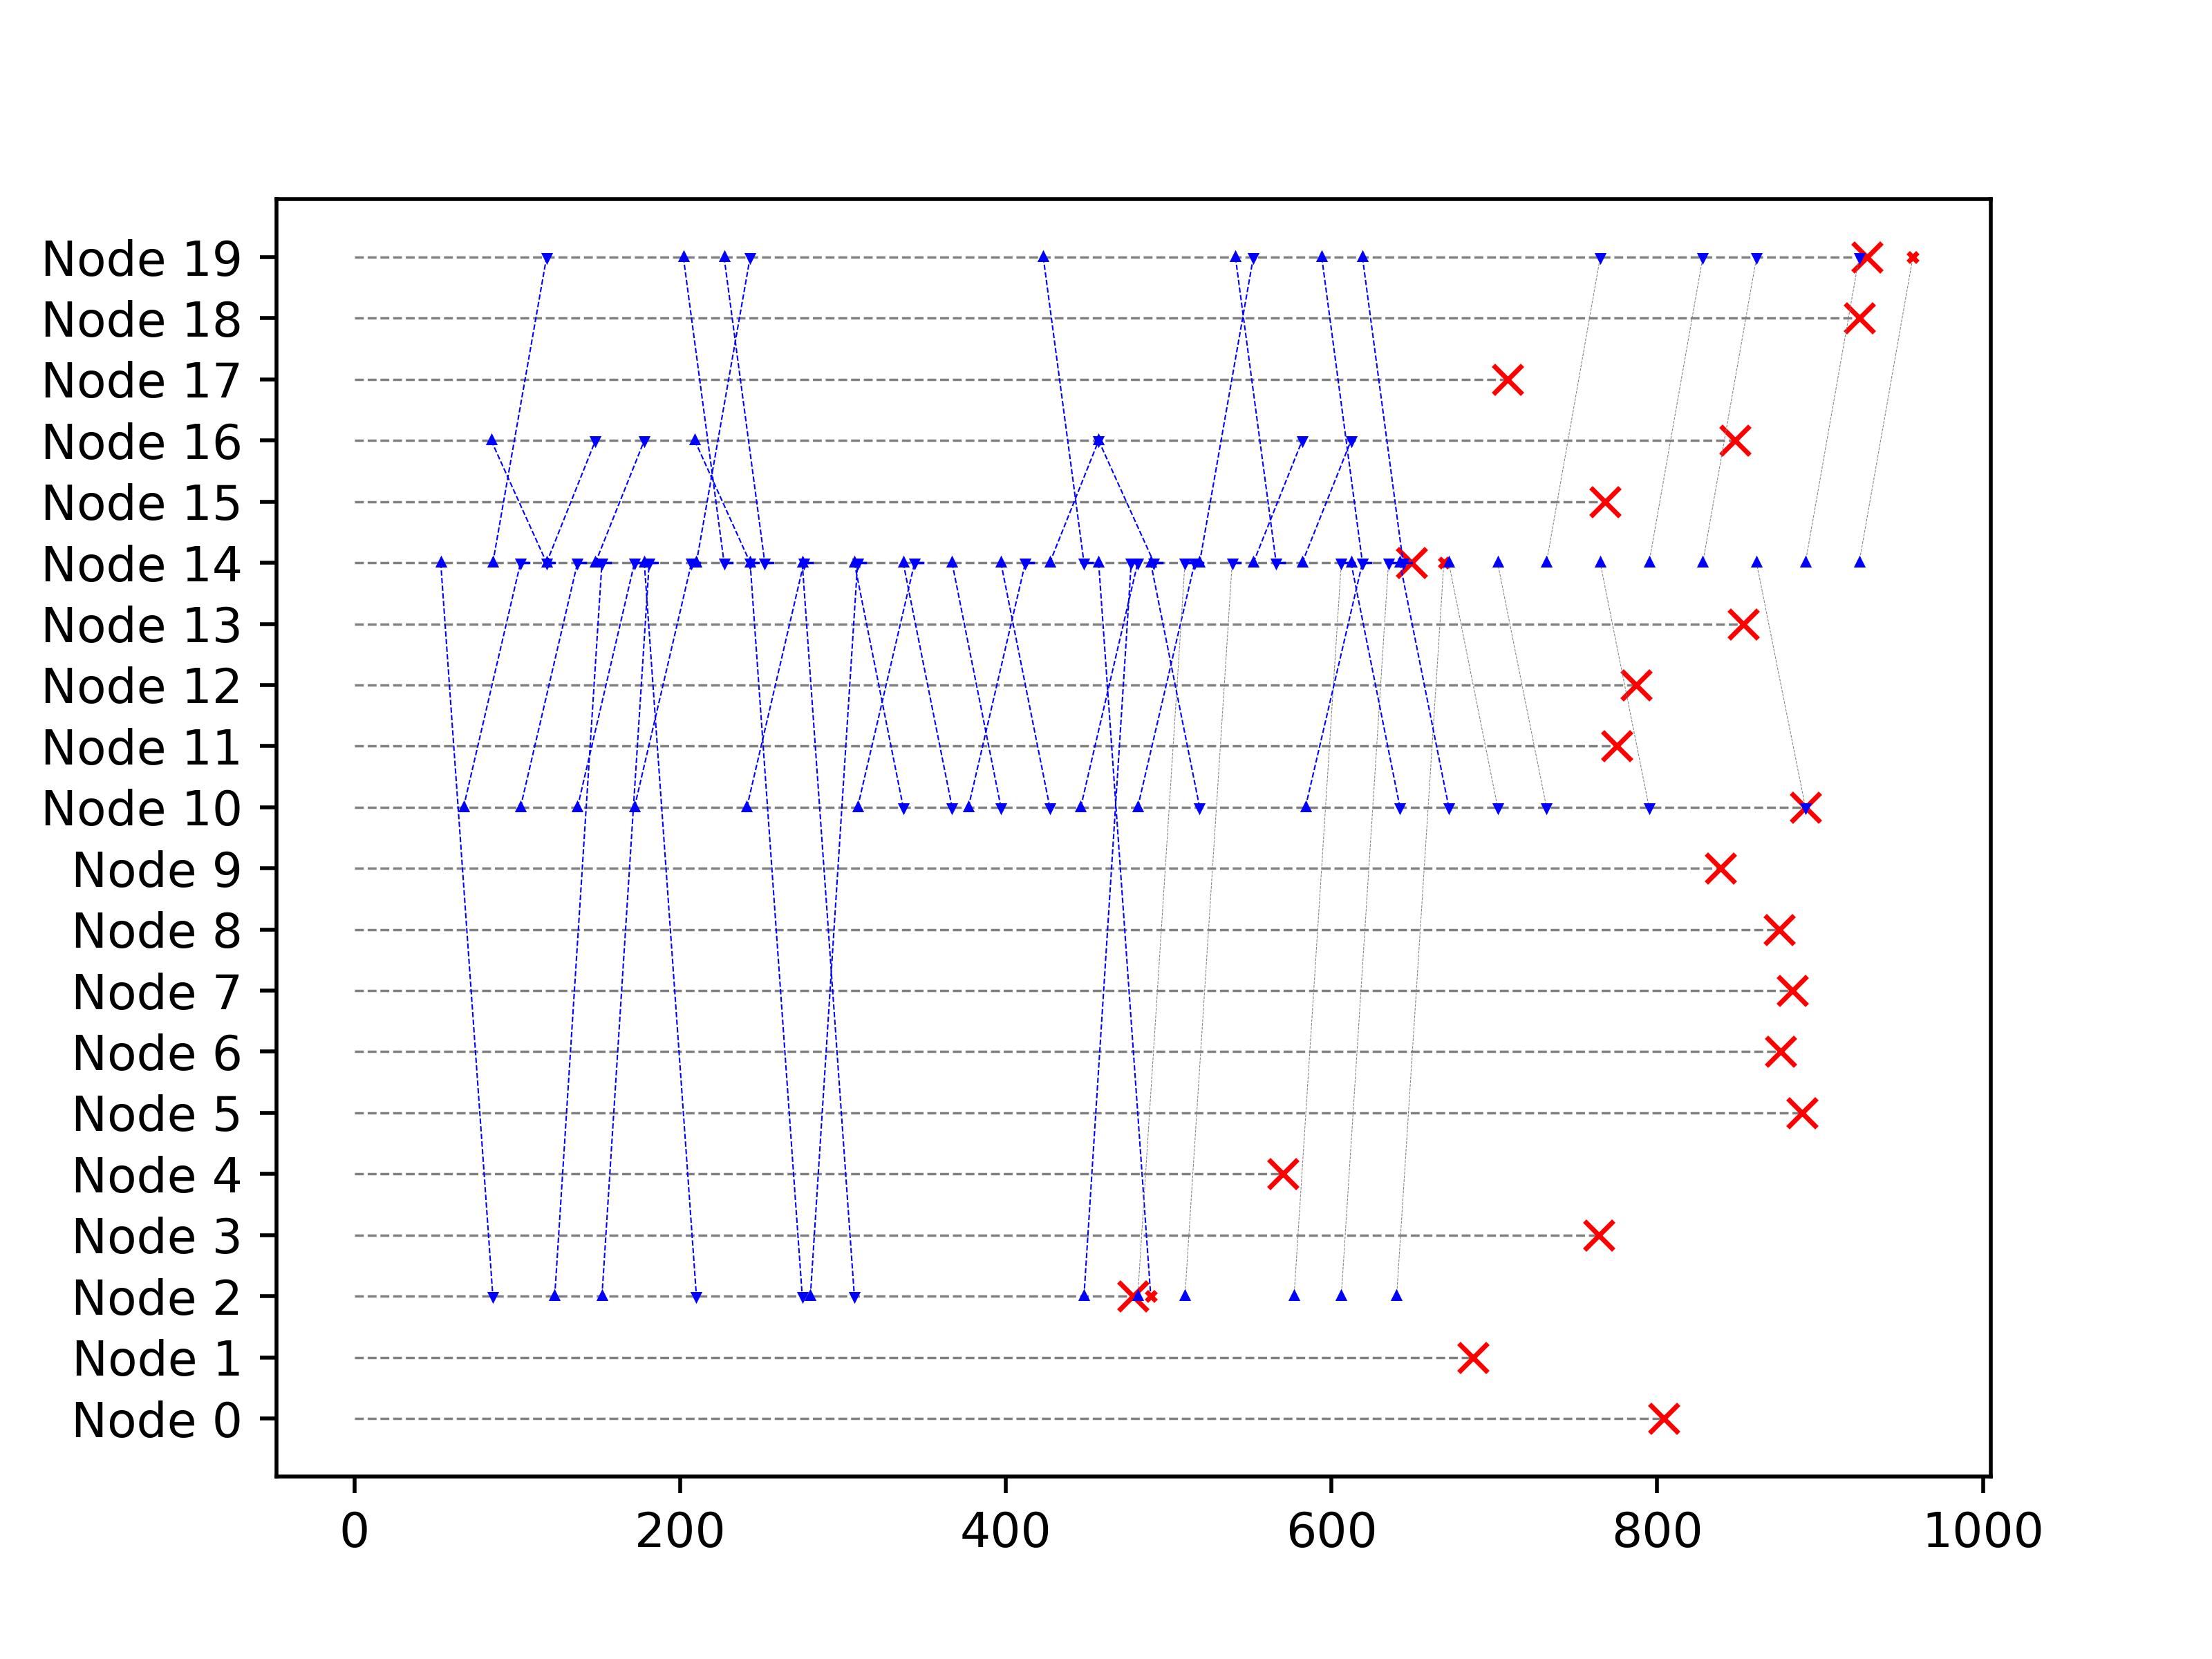 Node 19
Node 18
Node 17
Node 16
Node 15
Node 14
Node 13
Node 12
Node 11
Node 10
Node 9
Node 8
Node 7
Node 6
Node 5
Node 4
Node 3
Node 2
Node 1
Node 0
0 200 400 600 800 1000